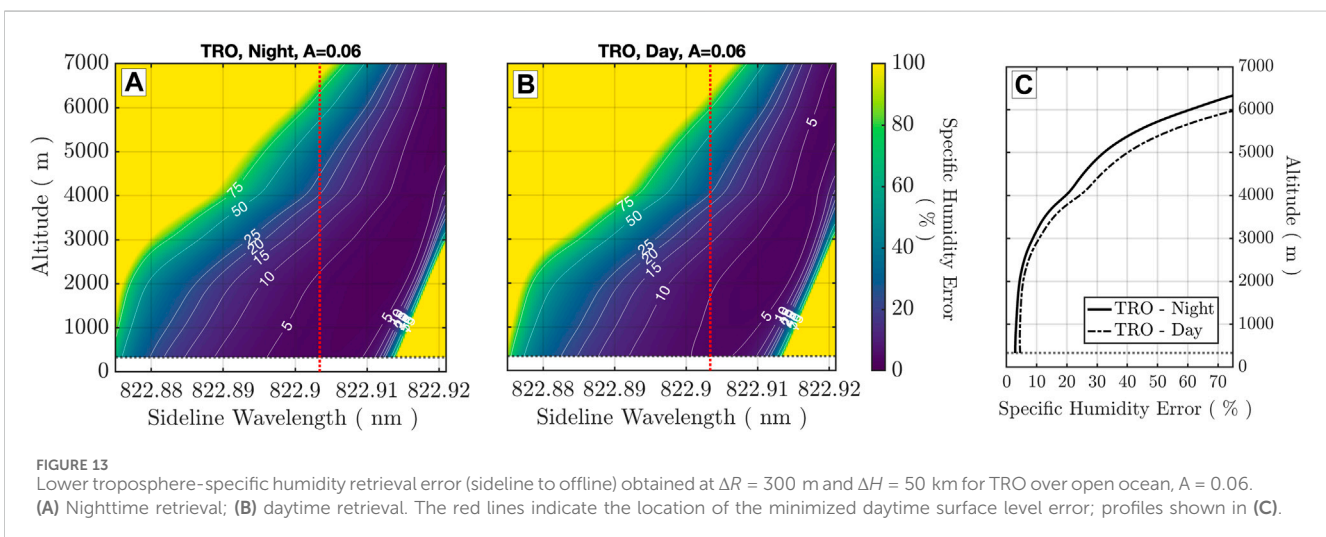 TRO, Night, A=0.06
A
7000
6000
5000
4000
3000
2000
1000
0
Altitude ( m )
75
50
25
20
15
10
5
5
822.88 822.89 822.9 822.91 822.92
Sideline Wavelength ( nm )
TRO, Day, A=0.06
B
5
75
50
25
20
15
10
5
5
822.88 822.89 822.9 822.91 822.92
Sideline Wavelength ( nm )
100
80
60
40
20
0
Specific Humidity Error
( % )
C
7000
6000
5000
4000
3000
2000
1000
0
Altitude ( m )
TRO - Night
TRO - Day
0 10 20 30 40 50 60 70
Specific Humidity Error ( % )
FIGURE 13
Lower troposphere-specific humidity retrieval error (sideline to offline) obtained at ΔR = 300 m and ΔH = 50 km for TRO over open ocean, A = 0.06.
(A) Nighttime retrieval; (B) daytime retrieval. The red lines indicate the location of the minimized daytime surface level error; profiles shown in (C).